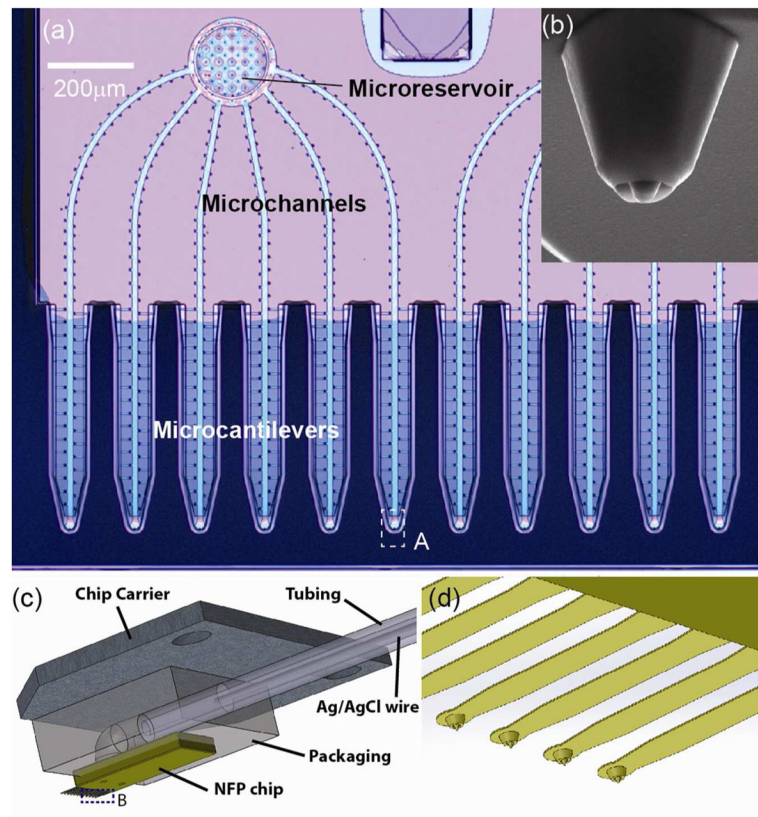 (a)
(b)
200μm
Microreservoir
Microchannels
Microcantilevers
A
(c)
Chip Carrier
Tubing
(d)
Ag/AgCl wire
Packaging
NFP chip
B